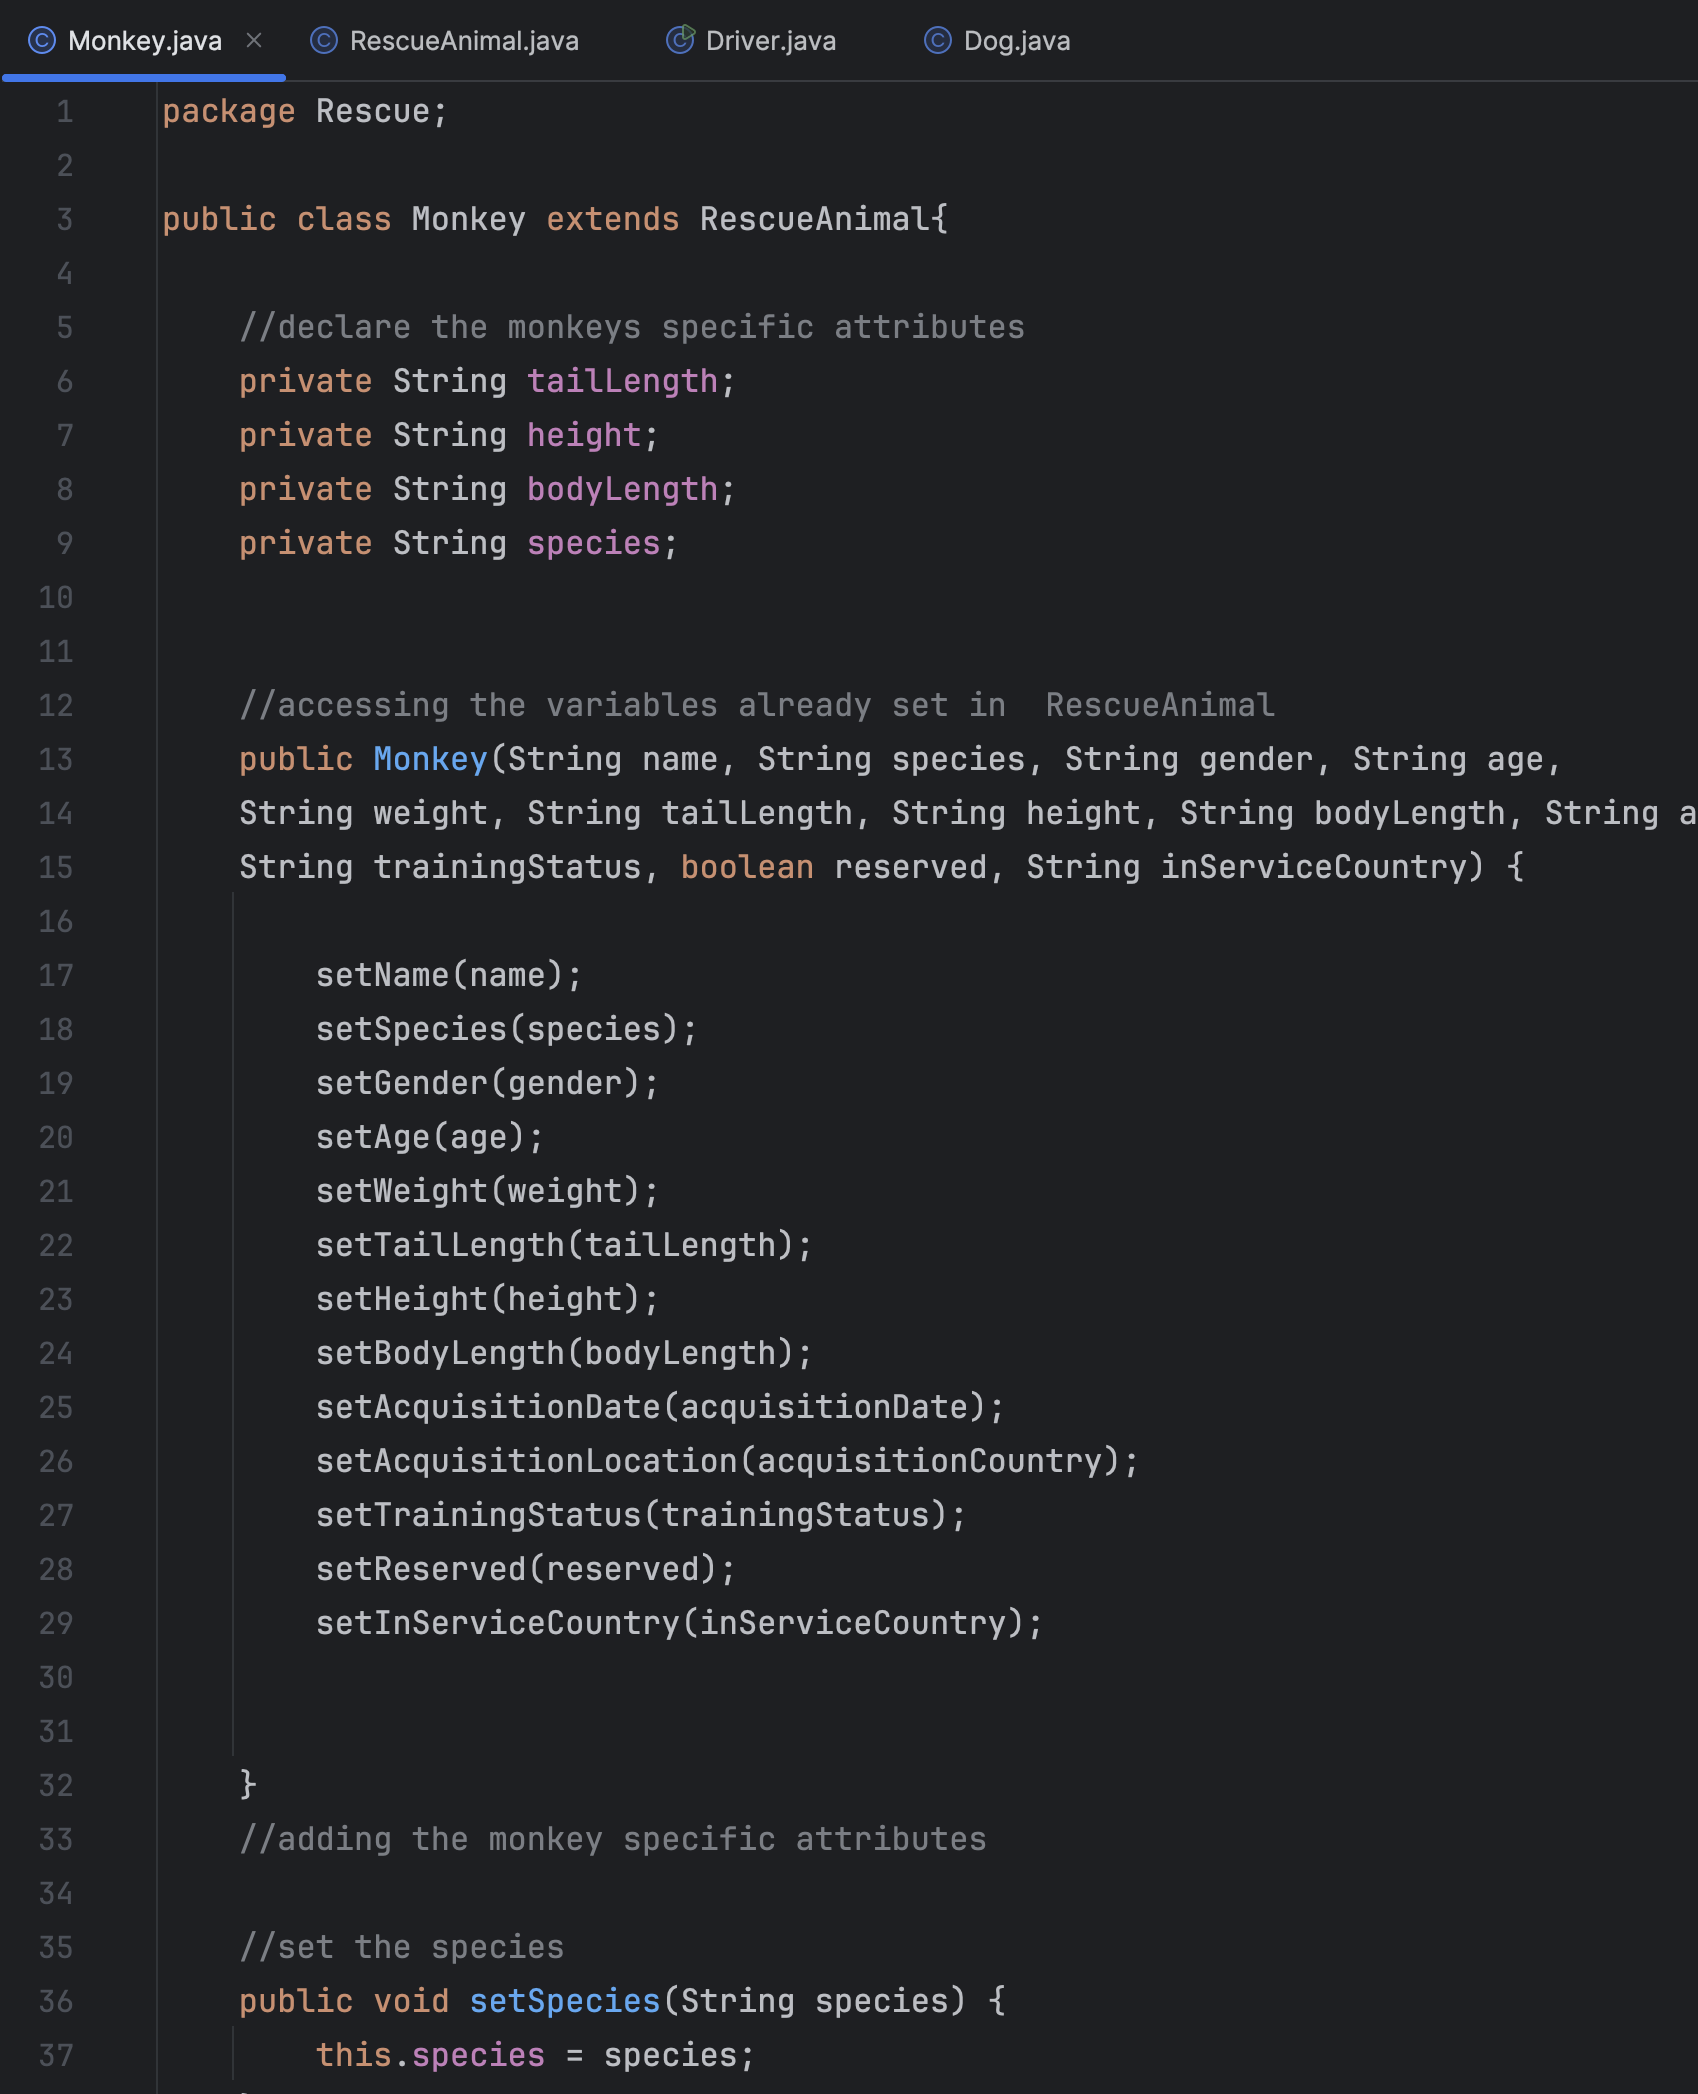 Monkey.java × RescueAnimal.java Driver.java Dog.java
1 package Rescue;
2
3 public class Monkey extends RescueAnimal{
4
5 //declare the monkeys specific attributes
6 private String tailLength;
7 private String height;
8 private String bodyLength;
9 private String species;
10
11
12 //accessing the variables already set in  RescueAnimal
13 public Monkey(String name, String species, String gender, String age,
14 String weight, String tailLength, String height, String bodyLength, String a
15 String trainingStatus, boolean reserved, String inServiceCountry) {
16
17 setName(name);
18 setSpecies(species);
19 setGender(gender);
20 setAge(age);
21 setWeight(weight);
22 setTailLength(tailLength);
23 setHeight(height);
24 setBodyLength(bodyLength);
25 setAcquisitionDate(acquisitionDate);
26 setAcquisitionLocation(acquisitionCountry);
27 setTrainingStatus(trainingStatus);
28 setReserved(reserved);
29 setInServiceCountry(inServiceCountry);
30
31
32 }
33 //adding the monkey specific attributes
34
35 //set the species
36 public void setSpecies(String species) {
37 this.species = species;